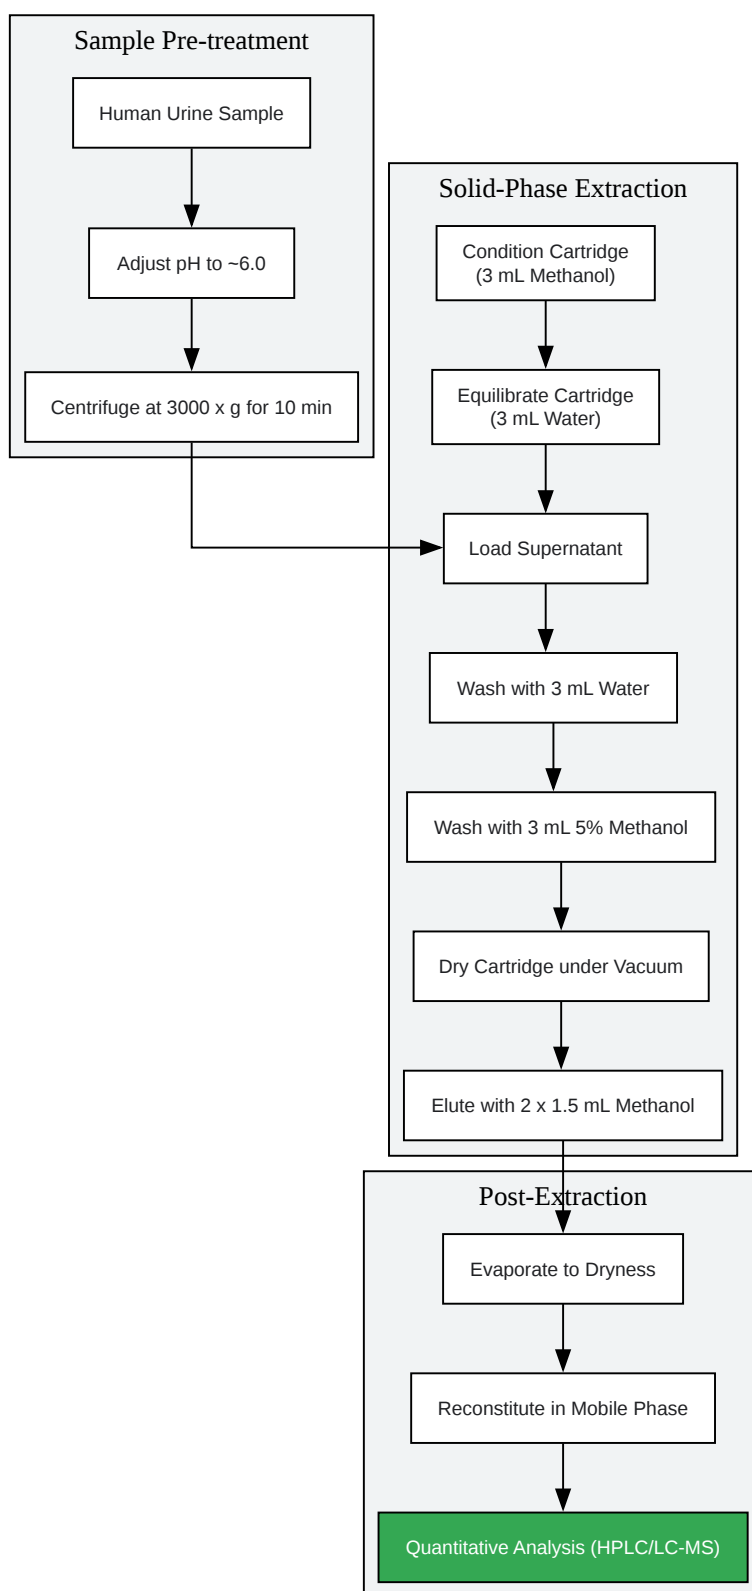 Sample Pre-treatment
Human Urine Sample
Adjust pH to ~6.0
Centrifuge at 3000 x g for 10 min
Solid-Phase Extraction
Condition Cartridge
(3 mL Methanol)
Equilibrate Cartridge
(3 mL Water)
Load Supernatant
Wash with 3 mL Water
Wash with 3 mL 5% Methanol
Dry Cartridge under Vacuum
Elute with 2 x 1.5 mL Methanol
Post-Extraction
Evaporate to Dryness
Reconstitute in Mobile Phase
Quantitative Analysis (HPLC/LC-MS)